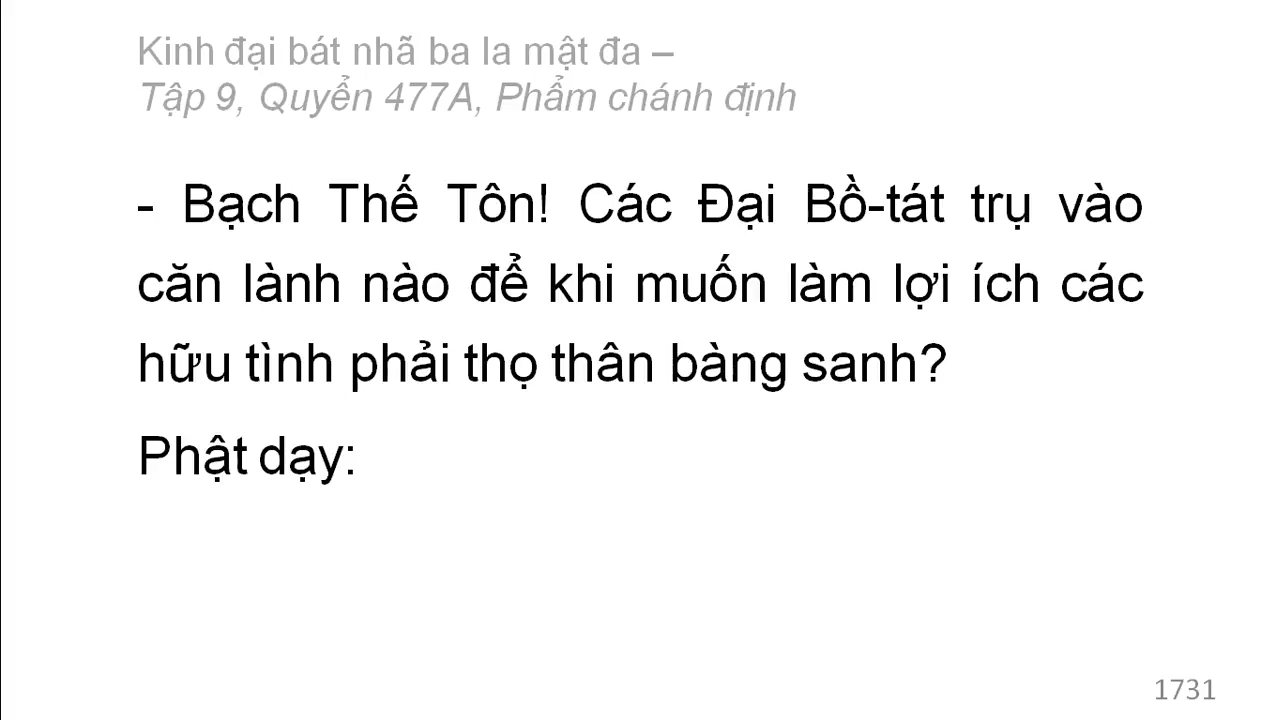 Kinh đại bát nhã ba la mật đa –
Tập 9, Quyển 477A, Phẩm chánh định
- Bạch Thế Tôn! Các Đại Bồ-tát trụ vào
căn lành nào để khi muốn làm lợi ích các
hữu tình phải thọ thân bàng sanh?
Phật dạy:
1731